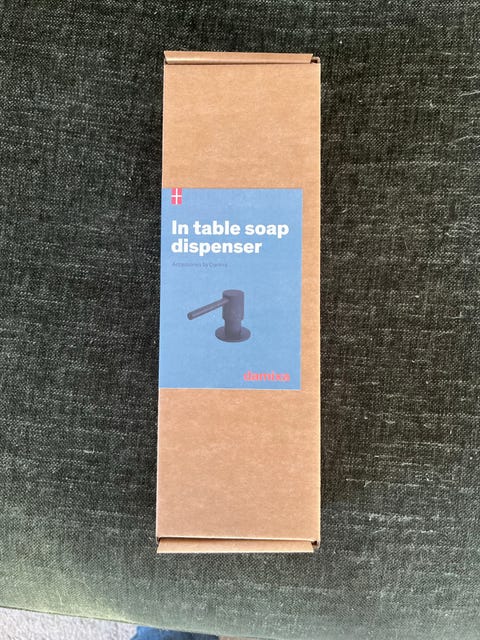 In table soap
dispenser
Accessories by Damixa
damixa